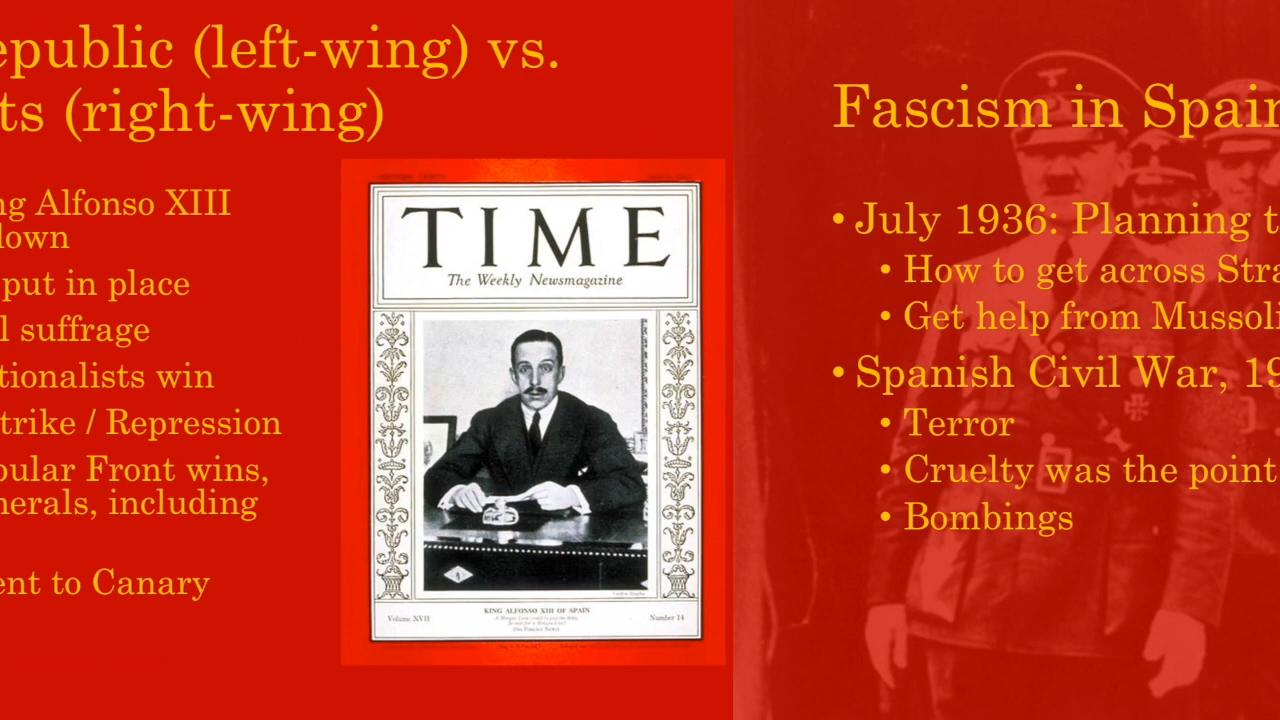 epublic (left-wing) vs.
ts (right-wing)
ng Alfonso XIII
down
put in place
l suffrage
tionalists win
trike / Repression
pular Front wins,
nerals, including
ent to Canary
TIME
The Weekly Newsmagazine
KING ALFONSO XIII OF SPAIN
Volume XVII
Number 14
Fascism in Spain
• July 1936: Planning t
• How to get across Stra
• Get help from Mussoli
• Spanish Civil War, 19
• Terror
• Cruelty was the point
• Bombings